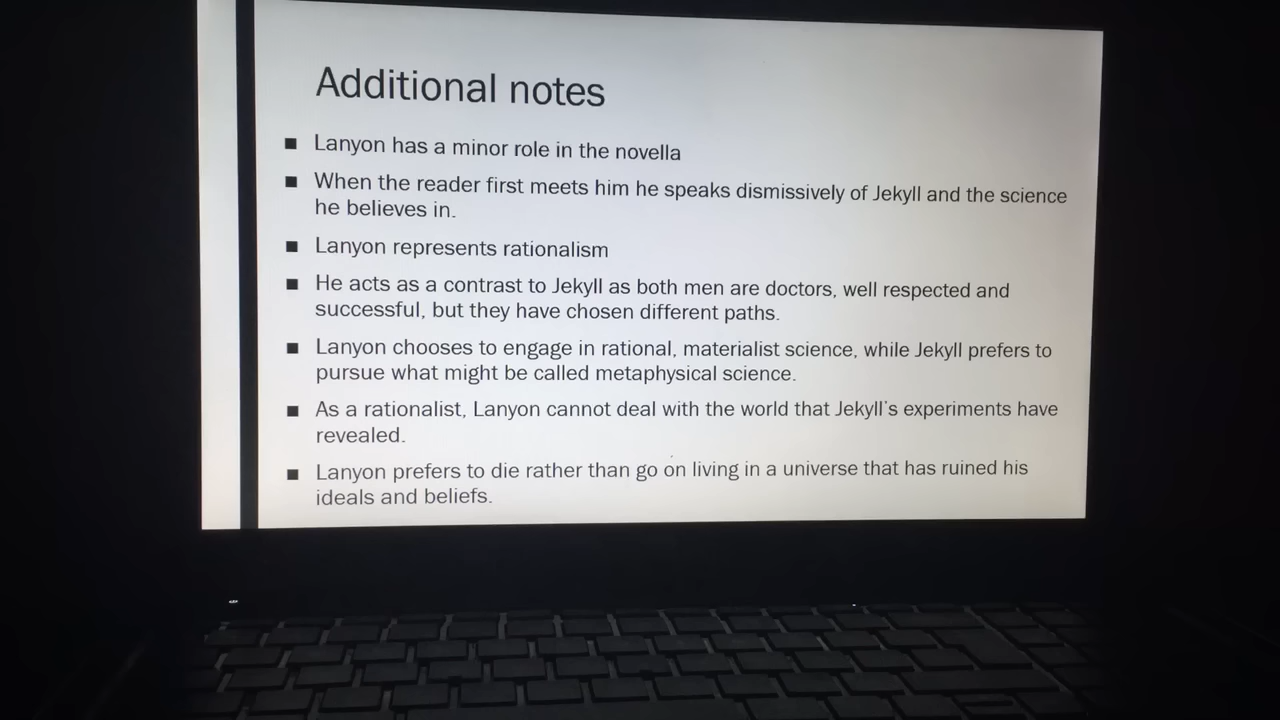 Additional notes
■ Lanyon has a minor role in the novella
■ When the reader first meets him he speaks dismissively of Jekyll and the science
he believes in.
■ Lanyon represents rationalism
■ He acts as a contrast to Jekyll as both men are doctors, well respected and
successful, but they have chosen different paths.
■ Lanyon chooses to engage in rational, materialist science, while Jekyll prefers to
pursue what might be called metaphysical science.
■ As a rationalist, Lanyon cannot deal with the world that Jekyll's experiments have
revealed.
■ Lanyon prefers to die rather than go on living in a universe that has ruined his
ideals and beliefs.